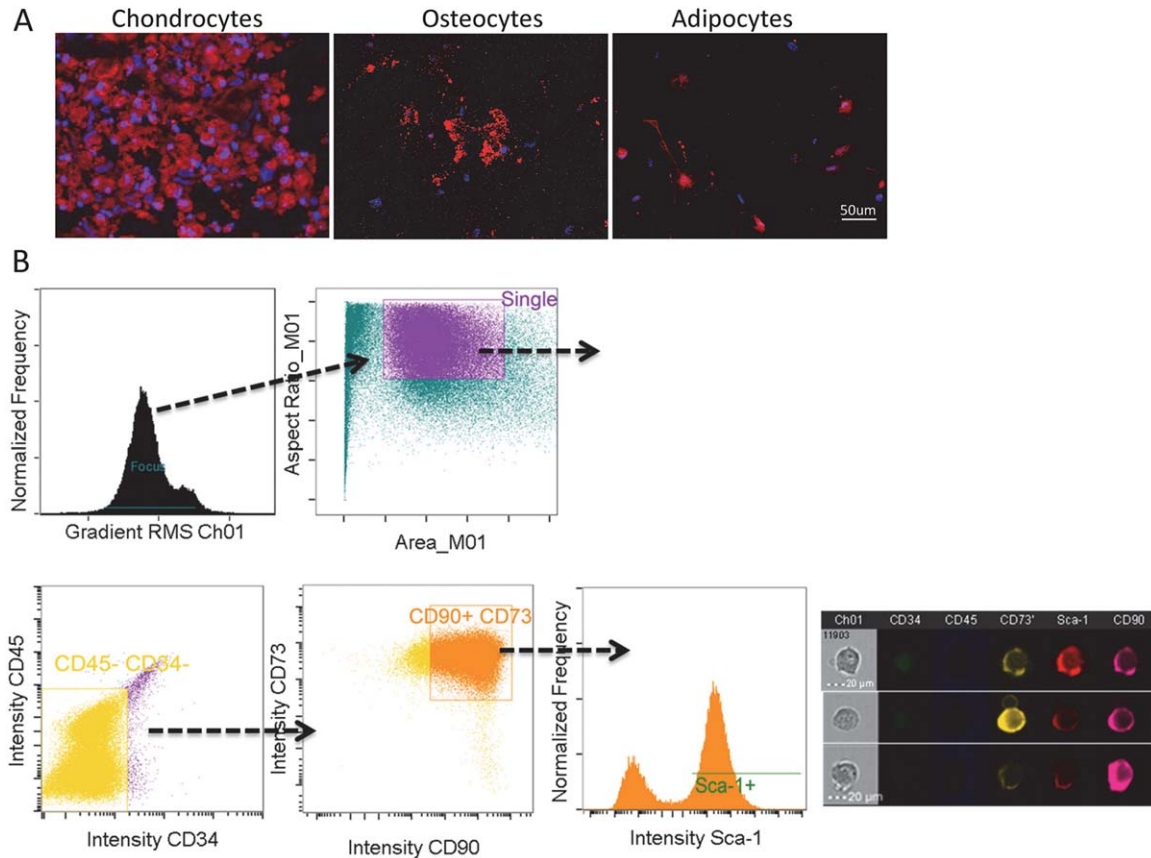 A
Chondrocytes
Osteocytes
Adipocytes
50um
B
Normalized Frequency
Focus
Gradient RMS Ch01
Aspect Ratio_M01
Single
Area_M01
Intensity CD45
CD45- CD34-
Intensity CD34
Intensity CD73
CD90+ CD73
Intensity CD90
Normalized Frequency
Sca-1+
Intensity Sca-1
Ch01 CD34 CD45 CD73' Sca-1 CD90
11903
20 µm
20 µm